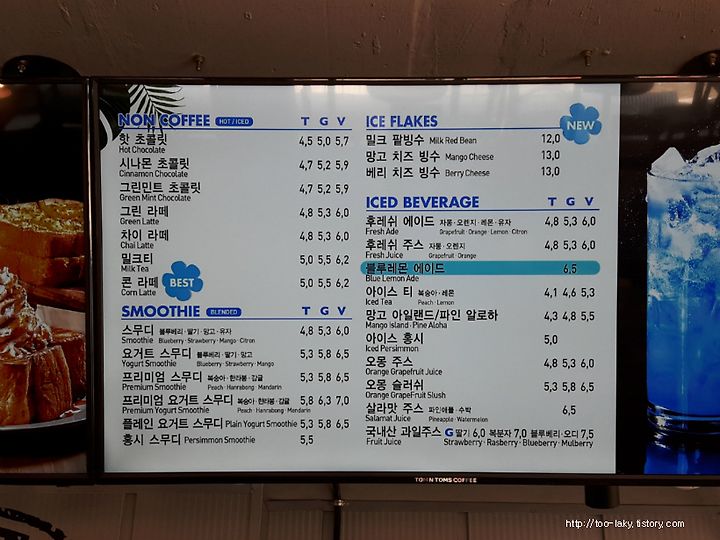 NON COFFEE HOT / ICED T G V
핫 초콜릿 4,5 5,0 5,7
Hot Chocolate
시나몬 초콜릿 4,7 5,2 5,9
Cinnamon Chocolate
그린민트 초콜릿 4,7 5,2 5,9
Green Mint Chocolate
그린 라떼 4,8 5,3 6,0
Green Latte
차이 라떼 4,8 5,3 6,0
Chai Latte
밀크티 5,0 5,5 6,2
Milk Tea
콘 라떼 BEST 5,0 5,5 6,2
Corn Latte
SMOOTHIE BLENDED T G V
스무디 블루베리·딸기·망고·유자 4,8 5,3 6,0
Smoothie Blueberry · Strawberry · Mango · Citron
요거트 스무디 블루베리·딸기·망고 5,3 5,8 6,5
Yogurt Smoothie Blueberry · Strawberry · Mango
프리미엄 스무디 복숭아·한라봉·감귤 5,3 5,8 6,5
Premium Smoothie Peach · Hanrabong · Mandarin
프리미엄 요거트 스무디 복숭아·한라봉·감귤 5,8 6,3 7,0
Premium Yogurt Smoothie Peach · Hanrabong · Mandarin
플레인 요거트 스무디 Plain Yogurt Smoothie 5,3 5,8 6,5
홍시 스무디 Persimmon Smoothie 5,5
ICE FLAKES NEW
밀크 팥빙수 Milk Red Bean 12,0
망고 치즈 빙수 Mango Cheese 13,0
베리 치즈 빙수 Berry Cheese 13,0
ICED BEVERAGE T G V
후레쉬 에이드 자몽·오렌지·레몬·유자 4,8 5,3 6,0
Fresh Ade Grapefruit · Orange · Lemon · Citron
후레쉬 주스 자몽·오렌지 4,8 5,3 6,0
Fresh Juice Grapefruit · Orange
블루레몬 에이드 6,5
Blue Lemon Ade
아이스 티 복숭아·레몬 4,1 4,6 5,3
Iced Tea Peach · Lemon
망고 아일랜드/파인 알로하 4,3 4,8 5,5
Mango Island · Pine Aloha
아이스 홍시 5,0
Iced Persimmon
오몽 주스 4,8 5,3 6,0
Orange Grapefruit Juice
오몽 슬러쉬 5,3 5,8 6,5
Orange GrapeFruit Slush
살라맛 주스 파인애플·수박 6,5
Salamat Juice Pineapple · Watermelon
국내산 과일주스 G 딸기 6,0 복분자 7,0 블루베리·오디 7,5
Fruit Juice Strawberry · Rasberry · Blueberry · Mulberry
TOM N TOMS COFFEE
http://too-laky.tistory.com